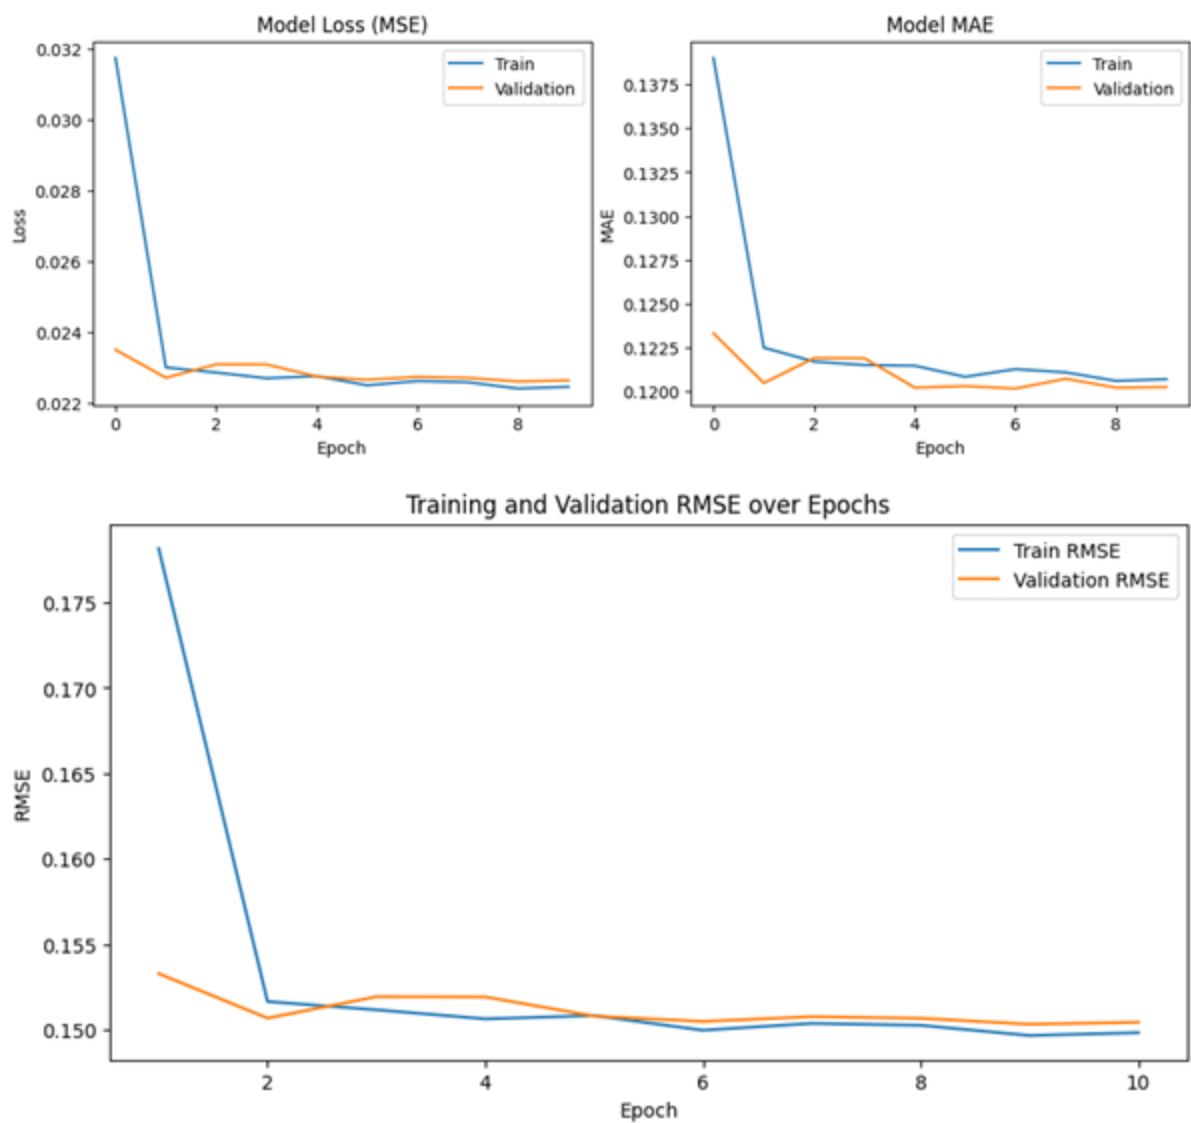 Model Loss (MSE)
Train
Validation
0.032
0.030
0.028
0.026
0.024
0.022
Loss
0 2 4 6 8
Epoch
Model MAE
Train
Validation
0.1375
0.1350
0.1325
0.1300
0.1275
0.1250
0.1225
0.1200
MAE
0 2 4 6 8
Epoch
Training and Validation RMSE over Epochs
Train RMSE
Validation RMSE
0.175
0.170
0.165
0.160
0.155
0.150
RMSE
2 4 6 8 10
Epoch